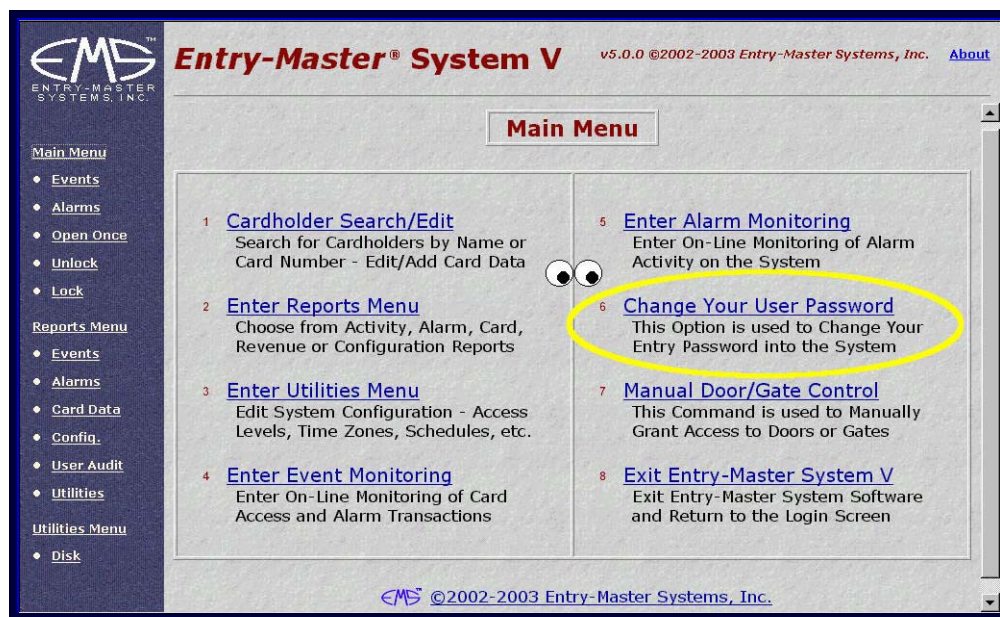 EMS™
ENTRY-MASTER
SYSTEMS, INC.
Entry-Master® System V
v5.0.0 ©2002-2003 Entry-Master Systems, Inc.
About
Main Menu
Events
Alarms
Open Once
Unlock
Lock
Reports Menu
Events
Alarms
Card Data
Config.
User Audit
Utilities
Utilities Menu
Disk
Main Menu
1 Cardholder Search/Edit
Search for Cardholders by Name or
Card Number - Edit/Add Card Data
2 Enter Reports Menu
Choose from Activity, Alarm, Card,
Revenue or Configuration Reports
3 Enter Utilities Menu
Edit System Configuration - Access
Levels, Time Zones, Schedules, etc.
4 Enter Event Monitoring
Enter On-Line Monitoring of Card
Access and Alarm Transactions
5 Enter Alarm Monitoring
Enter On-Line Monitoring of Alarm
Activity on the System
6 Change Your User Password
This Option is used to Change Your
Entry Password into the System
7 Manual Door/Gate Control
This Command is used to Manually
Grant Access to Doors or Gates
8 Exit Entry-Master System V
Exit Entry-Master System Software
and Return to the Login Screen
EMS ©2002-2003 Entry-Master Systems, Inc.